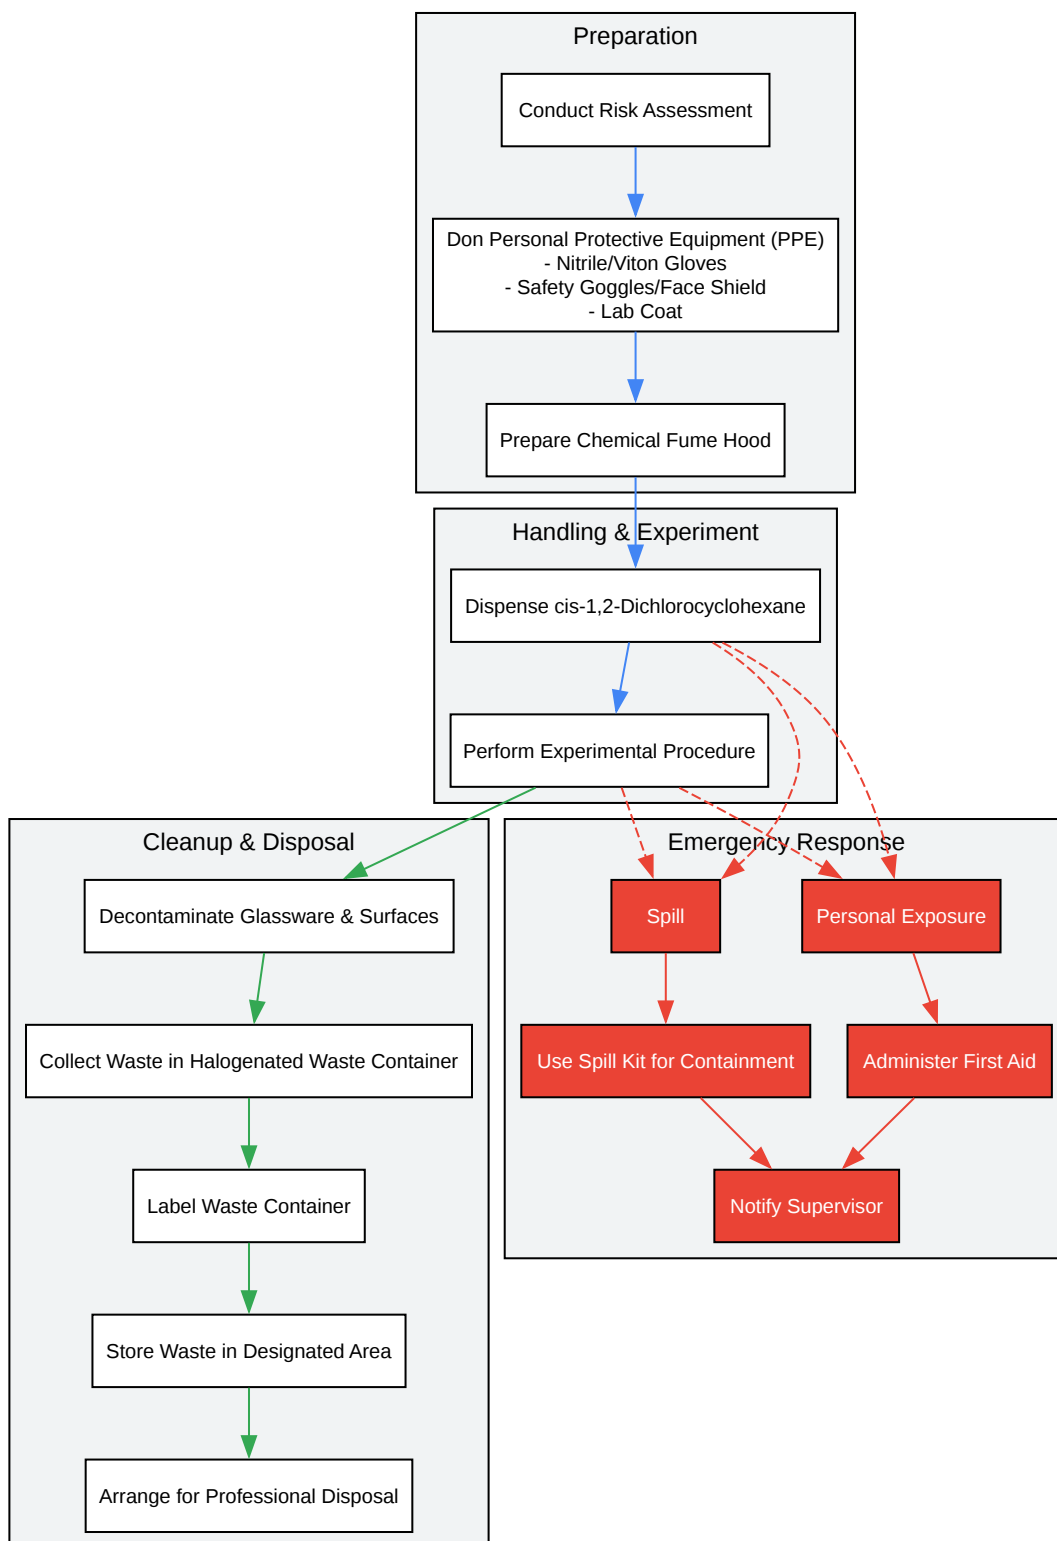 Preparation
Conduct Risk Assessment
Don Personal Protective Equipment (PPE)
- Nitrile/Viton Gloves
- Safety Goggles/Face Shield
- Lab Coat
Prepare Chemical Fume Hood
Handling & Experiment
Dispense cis-1,2-Dichlorocyclohexane
Perform Experimental Procedure
Cleanup & Disposal
Decontaminate Glassware & Surfaces
Collect Waste in Halogenated Waste Container
Label Waste Container
Store Waste in Designated Area
Arrange for Professional Disposal
Emergency Response
Spill
Personal Exposure
Use Spill Kit for Containment
Administer First Aid
Notify Supervisor